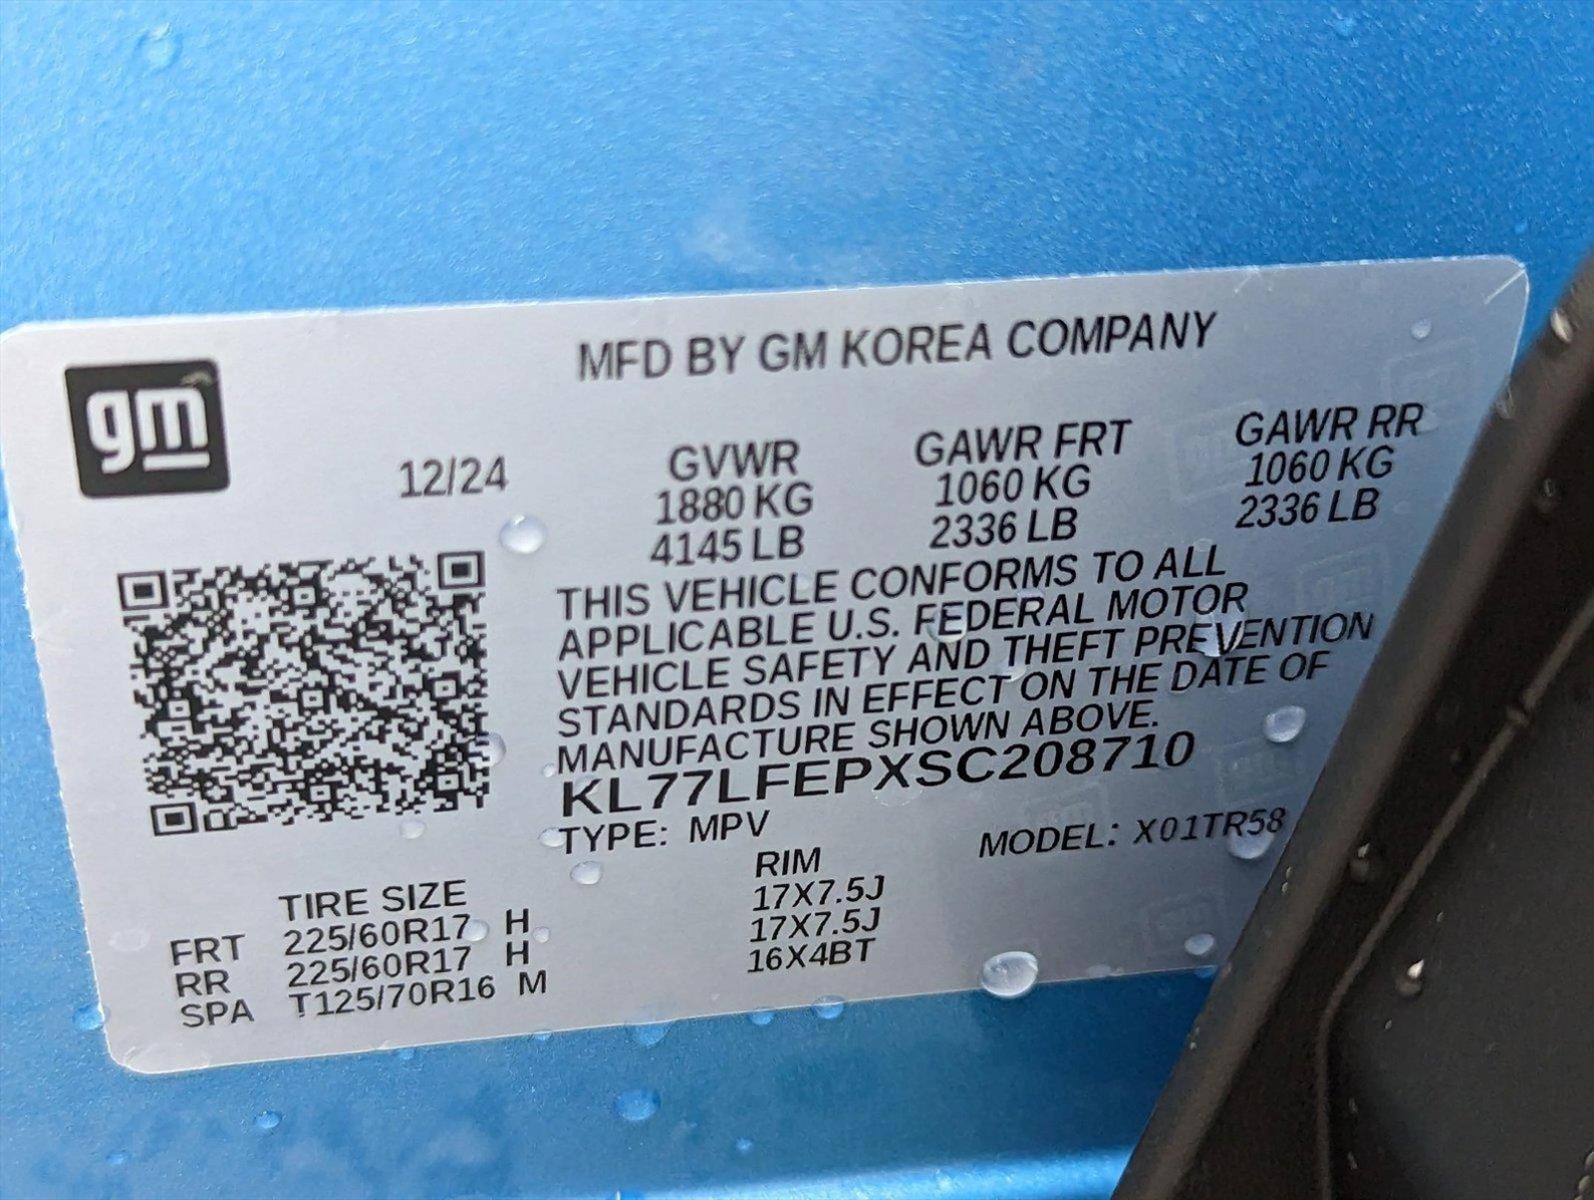 gm
MFD BY GM KOREA COMPANY
12/24
GVWR GAWR FRT GAWR RR
1880 KG 1060 KG 1060 KG
4145 LB 2336 LB 2336 LB
THIS VEHICLE CONFORMS TO ALL
APPLICABLE U.S. FEDERAL MOTOR
VEHICLE SAFETY AND THEFT PREVENTION
STANDARDS IN EFFECT ON THE DATE OF
MANUFACTURE SHOWN ABOVE.
KL77LFEPXSC208710
TYPE: MPV MODEL: X01TR58
TIRE SIZE RIM
FRT 225/60R17 H 17X7.5J
RR 225/60R17 H 17X7.5J
SPA T125/70R16 M 16X4BT